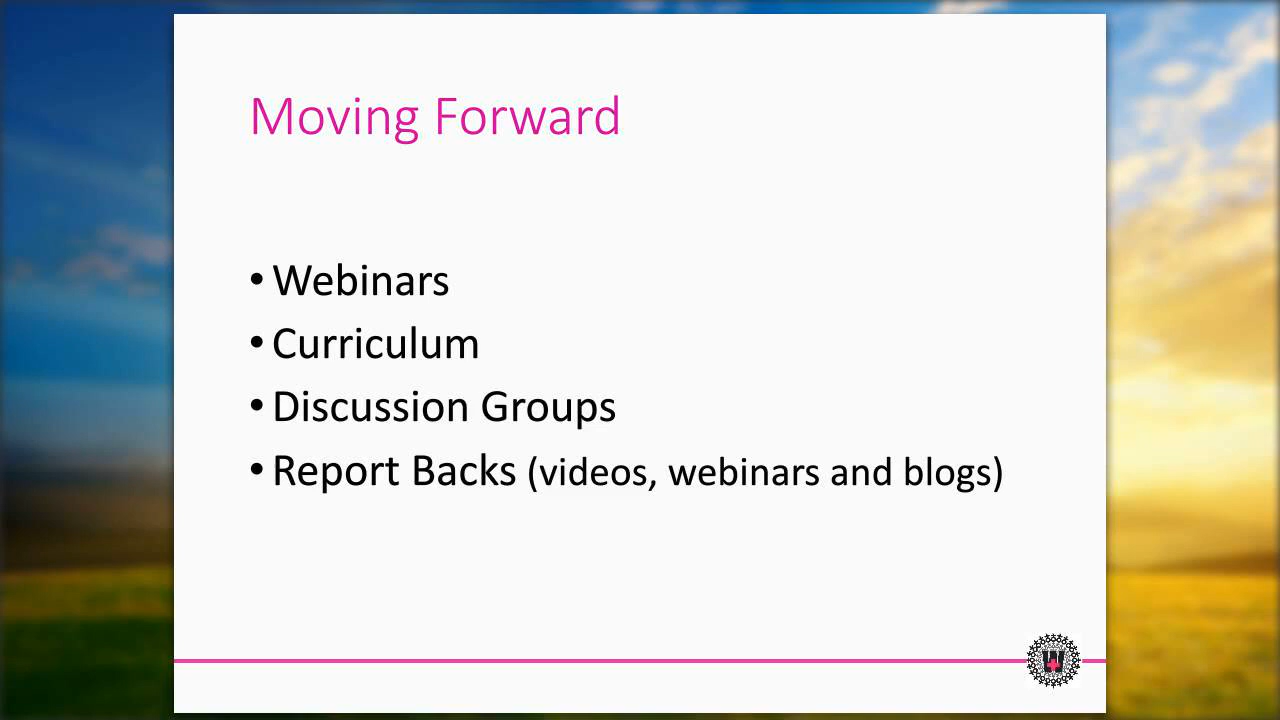 Moving Forward
• Webinars
• Curriculum
• Discussion Groups
• Report Backs (videos, webinars and blogs)
W